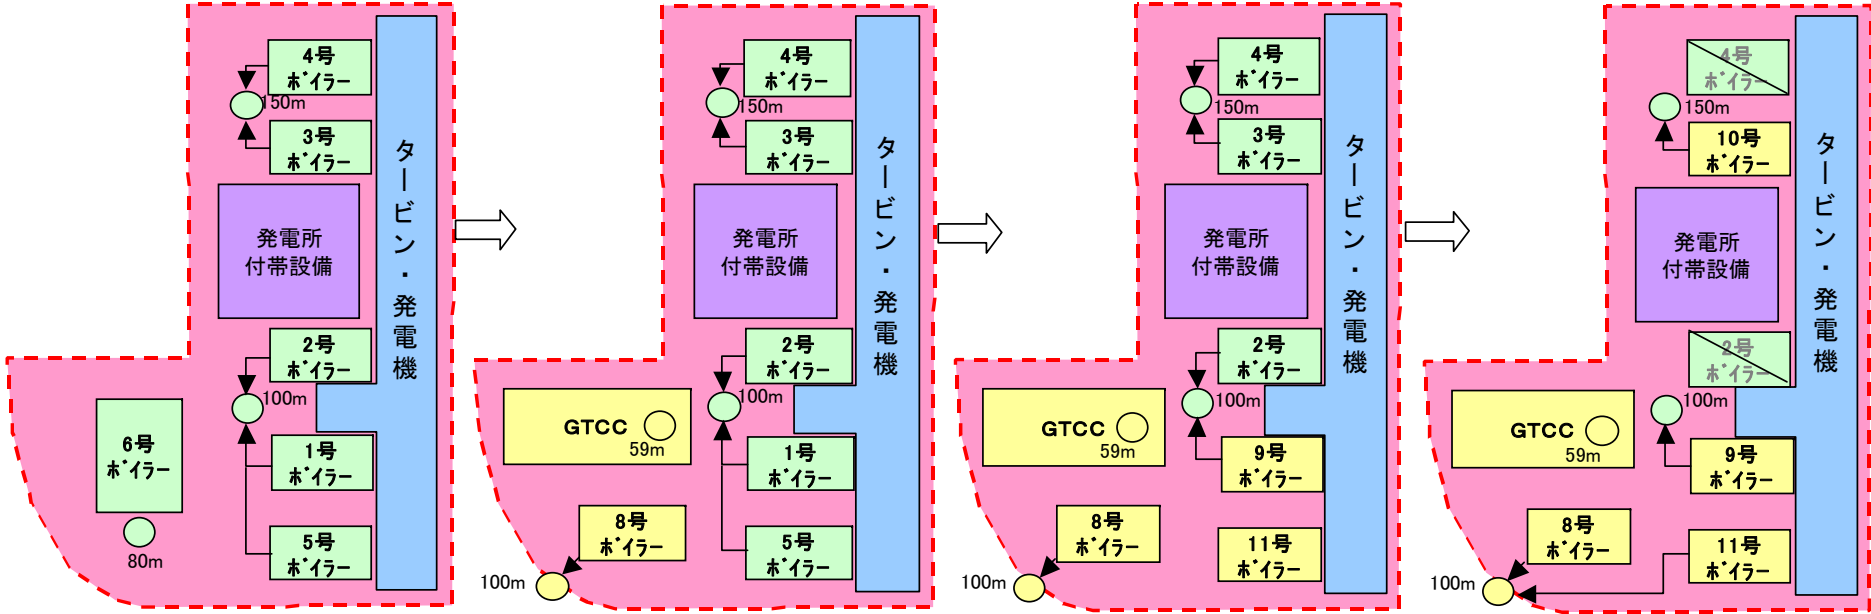 4号
ボイラー
150m
3号
ボイラー
タービン・発電機
発電所
付帯設備
2号
ボイラー
100m
6号
ボイラー
80m
1号
ボイラー
5号
ボイラー
4号
ボイラー
150m
3号
ボイラー
タービン・発電機
発電所
付帯設備
2号
ボイラー
100m
GTCC
59m
1号
ボイラー
8号
ボイラー
100m
5号
ボイラー
4号
ボイラー
150m
3号
ボイラー
タービン・発電機
発電所
付帯設備
2号
ボイラー
100m
GTCC
59m
9号
ボイラー
8号
ボイラー
100m
11号
ボイラー
4号
ボイラー
150m
10号
ボイラー
タービン・発電機
発電所
付帯設備
2号
ボイラー
100m
GTCC
59m
9号
ボイラー
8号
ボイラー
100m
11号
ボイラー